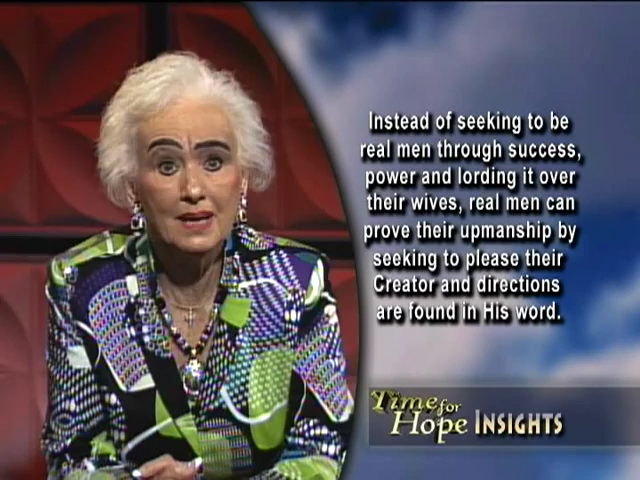 Instead of seeking to be
real men through success,
power and lording it over
their wives, real men can
prove their upmanship by
seeking to please their
Creator and directions
are found in His word.
Time for
Hope INSIGHTS